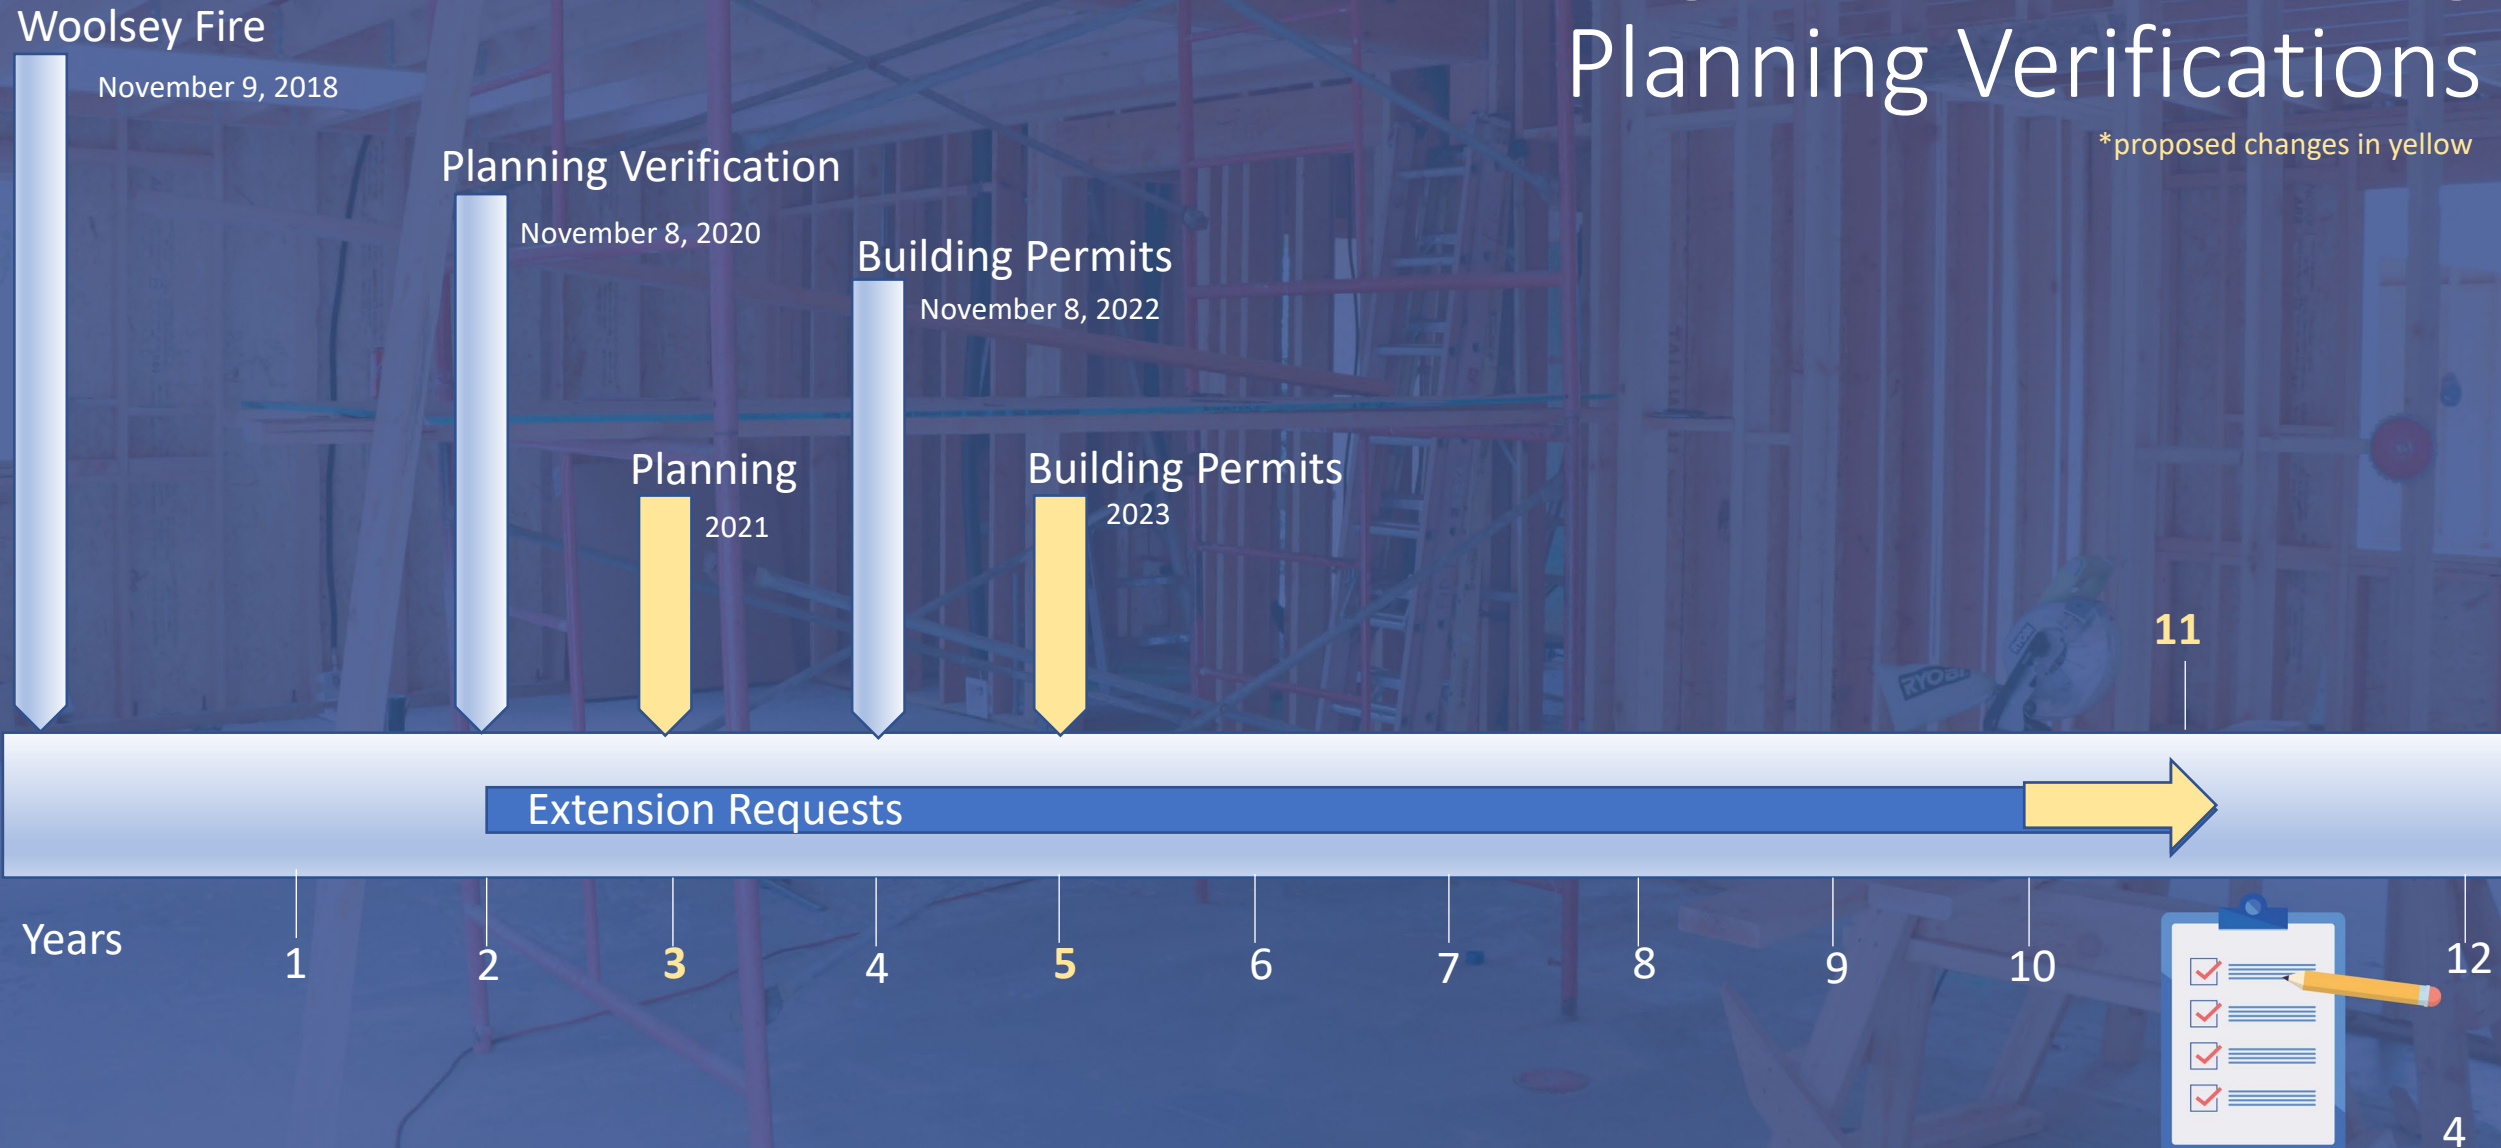 Woolsey Fire
November 9, 2018
Planning Verifications
*proposed changes in yellow
Planning Verification
November 8, 2020
Building Permits
November 8, 2022
Planning
2021
Building Permits
2023
11
RYOBI
Extension Requests
Years
1
2
3
4
5
6
7
8
9
10
12
4